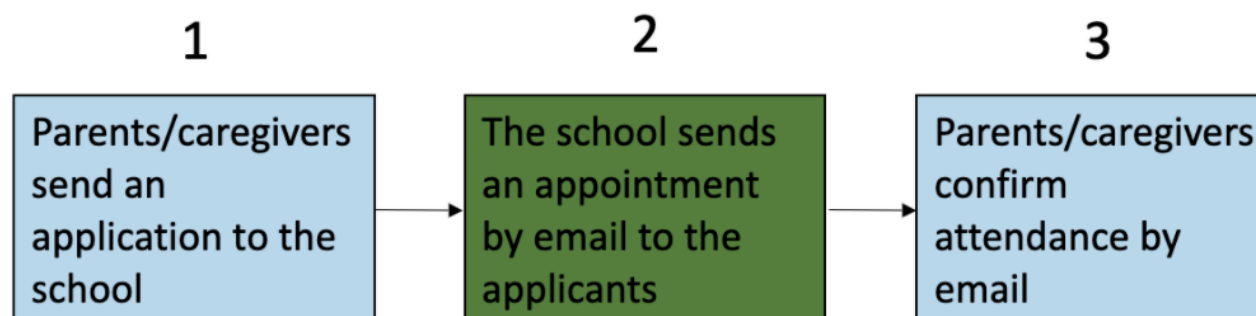 1
2
3
Parents/caregivers
send an
application to the
school
The school sends
an appointment
by email to the
applicants
Parents/caregivers
confirm
attendance by
email